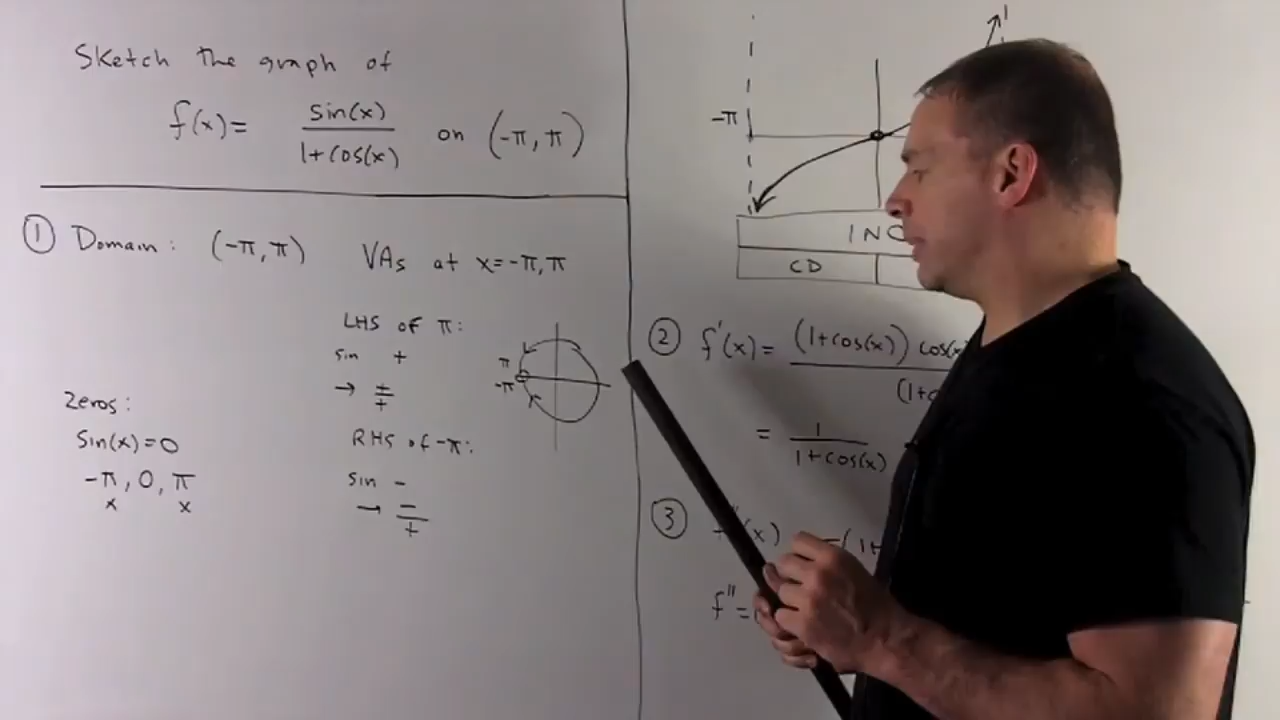 Sketch the graph of
f(x)= sin(x)/1+cos(x) on (-π, π)
① Domain: (-π, π) VAs at x=-π, π
LHS of π:
sin +
→ +/+
RHS of -π:
sin -
→ -/+
π
-π
Zeros:
sin(x)=0
-π, 0, π
x x
-π
CD
② f'(x)= (1+cos(x)) cos(x
= 1/1+cos(x)
③
(x) -(1+
f"=